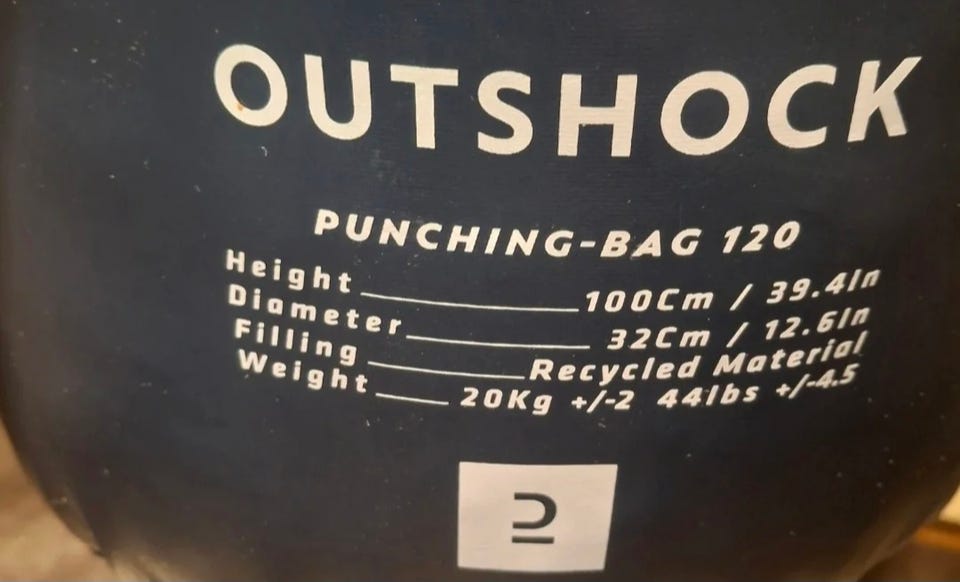 OUTSHOCK
PUNCHING-BAG 120
Height 100Cm / 39.4In
Diameter 32Cm / 12.6In
Filling Recycled Material
Weight 20Kg +/-2 44lbs +/-4.5